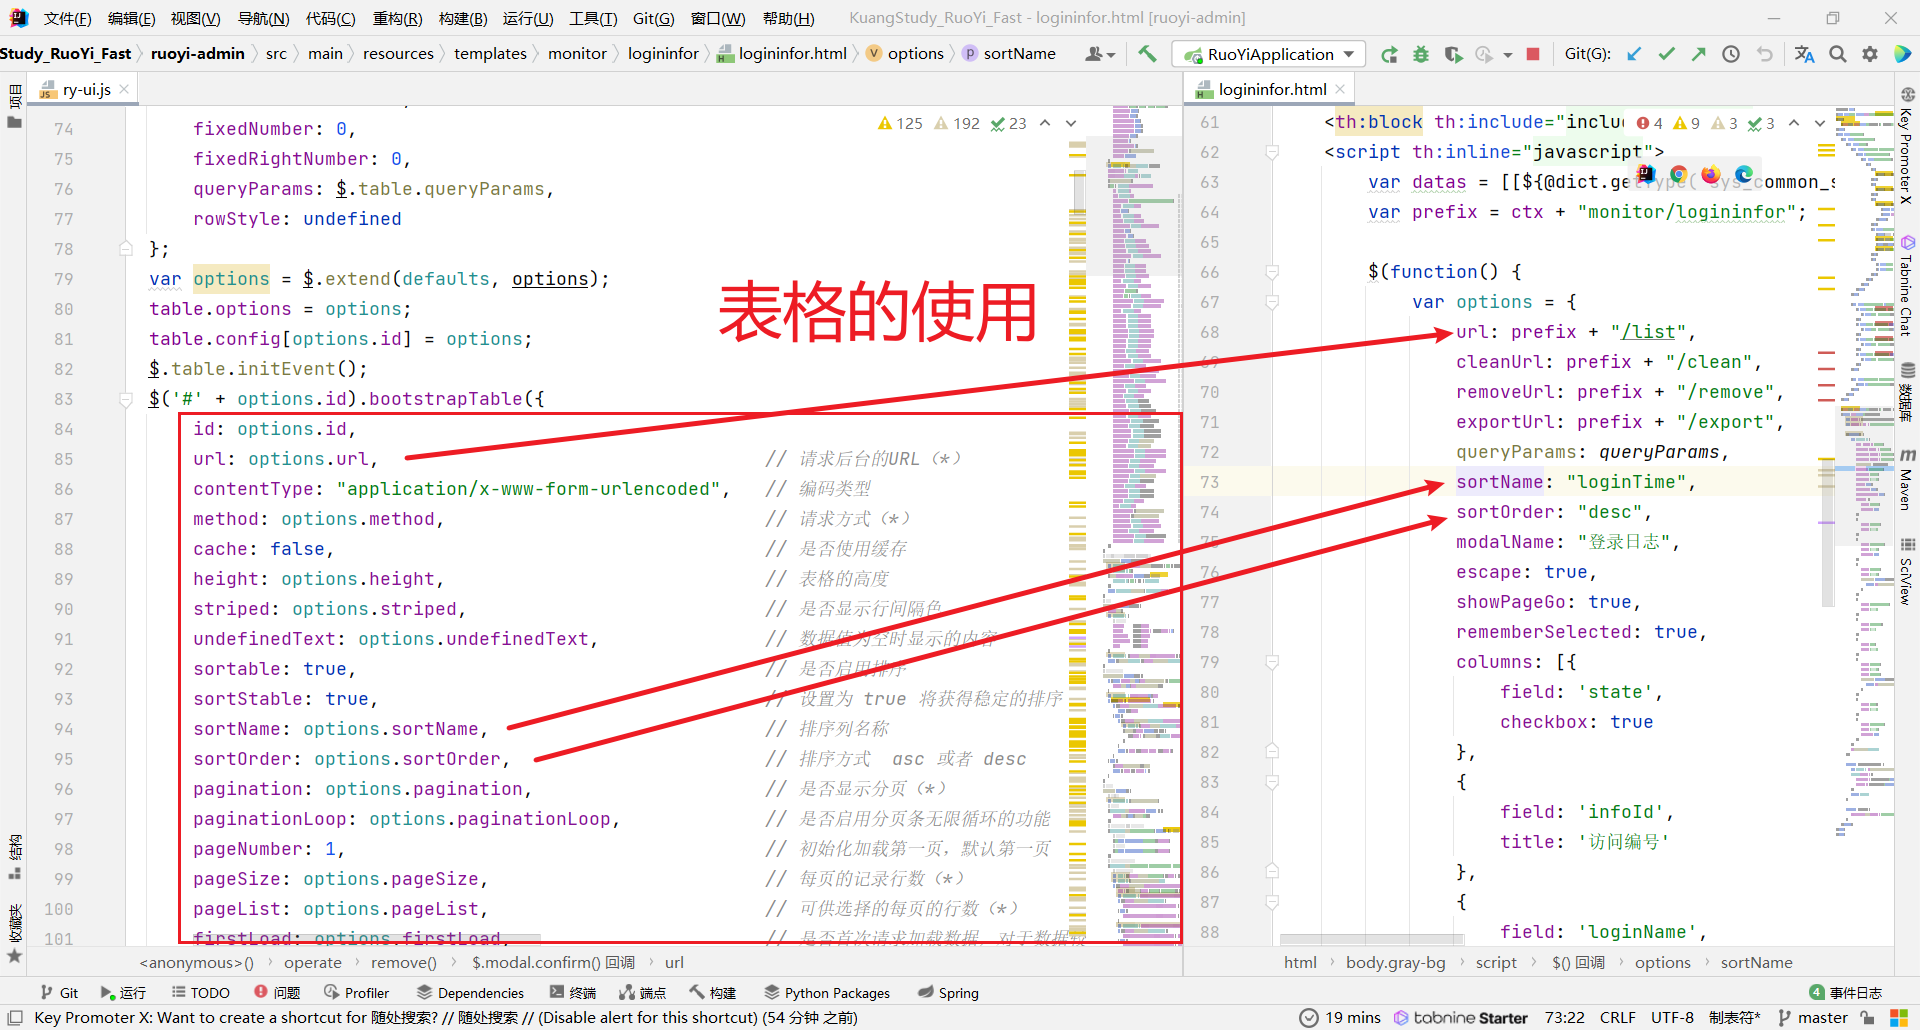 文件(F) 编辑(E) 视图(V) 导航(N) 代码(C) 重构(R) 构建(B) 运行(U) 工具(T) Git(G) 窗口(W) 帮助(H) KuangStudy_RuoYi_Fast - logininfor.html [ruoyi-admin]
Study_RuoYi_Fast ruoyi-admin src main resources templates monitor logininfor logininfor.html options sortName RuoYiApplication Git(G):
ry-ui.js
项目
结构
收藏夹
125 192 23
74 fixedNumber: 0,
75 fixedRightNumber: 0,
76 queryParams: $.table.queryParams,
77 rowStyle: undefined
78 };
79 var options = $.extend(defaults, options);
80 table.options = options;
81 table.config[options.id] = options;
82 $.table.initEvent();
83 $('#' + options.id).bootstrapTable({
84 id: options.id,
85 url: options.url, // 请求后台的URL（*）
86 contentType: "application/x-www-form-urlencoded", // 编码类型
87 method: options.method, // 请求方式（*）
88 cache: false, // 是否使用缓存
89 height: options.height, // 表格的高度
90 striped: options.striped, // 是否显示行间隔色
91 undefinedText: options.undefinedText, // 数据值为空时显示的内容
92 sortable: true, // 是否启用排序
93 sortStable: true, // 设置为 true 将获得稳定的排序
94 sortName: options.sortName, // 排序列名称
95 sortOrder: options.sortOrder, // 排序方式 asc 或者 desc
96 pagination: options.pagination, // 是否显示分页（*）
97 paginationLoop: options.paginationLoop, // 是否启用分页条无限循环的功能
98 pageNumber: 1, // 初始化加载第一页，默认第一页
99 pageSize: options.pageSize, // 每页的记录行数（*）
100 pageList: options.pageList, // 可供选择的每页的行数（*）
101 firstLoad: options.firstLoad, // 是否首次请求加载数据，对于数据较
表格的使用
<anonymous>() operate remove() $.modal.confirm() 回调 url
logininfor.html
4 9 3 3
61 <th:block th:include="inclu
62 <script th:inline="javascript">
63 var datas = [[${@dict.getType('sys_common_s
64 var prefix = ctx + "monitor/logininfor";
65
66 $(function() {
67 var options = {
68 url: prefix + "/list",
69 cleanUrl: prefix + "/clean",
70 removeUrl: prefix + "/remove",
71 exportUrl: prefix + "/export",
72 queryParams: queryParams,
73 sortName: "loginTime",
74 sortOrder: "desc",
75 modalName: "登录日志",
76 escape: true,
77 showPageGo: true,
78 rememberSelected: true,
79 columns: [{
80 field: 'state',
81 checkbox: true
82 },
83 {
84 field: 'infoId',
85 title: '访问编号'
86 },
87 {
88 field: 'loginName',
html body.gray-bg script $() 回调 options sortName
Key Promoter X
Tabnine Chat
数据库
Maven
SciView
Git 运行 TODO 问题 Profiler Dependencies 终端 端点 构建 Python Packages Spring 4 事件日志
Key Promoter X: Want to create a shortcut for 随处搜索? // 随处搜索 // (Disable alert for this shortcut) (54 分钟 之前) 19 mins tabnine Starter 73:22 CRLF UTF-8 制表符* master